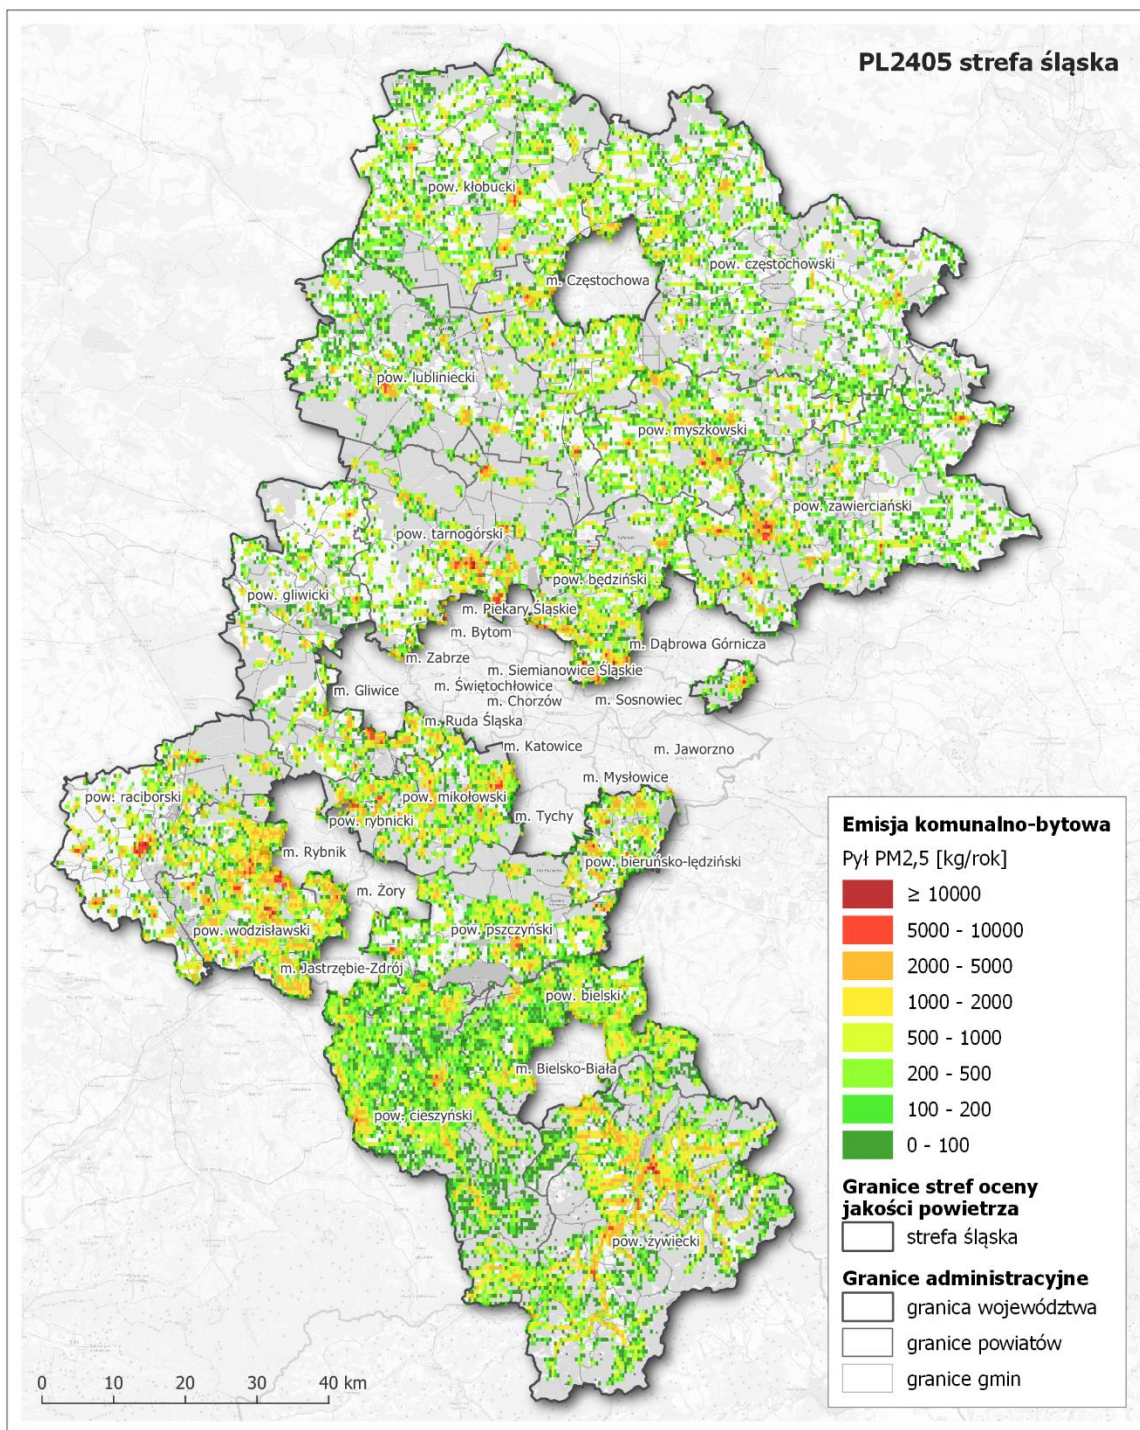 PL2405 strefa śląska
pow. kłobucki
pow. częstochowski
m. Częstochowa
pow. lubliniecki
pow. myszkowski
pow. zawierciański
pow. tarnogórski
pow. będziński
pow. gliwicki
m. Piekary Śląskie
m. Bytom
m. Dąbrowa Górnicza
m. Zabrze
m. Siemianowice Śląskie
m. Świętochłowice
m. Gliwice
m. Chorzów
m. Sosnowiec
m. Ruda Śląska
m. Katowice
m. Jaworzno
m. Mysłowice
pow. raciborski
pow. mikołowski
m. Tychy
pow. rybnicki
m. Rybnik
pow. bieruńsko-lędziński
m. Żory
pow. wodzisławski
pow. pszczyński
m. Jastrzębie-Zdrój
pow. bielski
m. Bielsko-Biała
pow. cieszyński
pow. żywiecki
Emisja komunalno-bytowa
Pył PM2,5 [kg/rok]
≥ 10000
5000 - 10000
2000 - 5000
1000 - 2000
500 - 1000
200 - 500
100 - 200
0 - 100
Granice stref oceny
jakości powietrza
strefa śląska
Granice administracyjne
granica województwa
granice powiatów
granice gmin
0 10 20 30 40 km